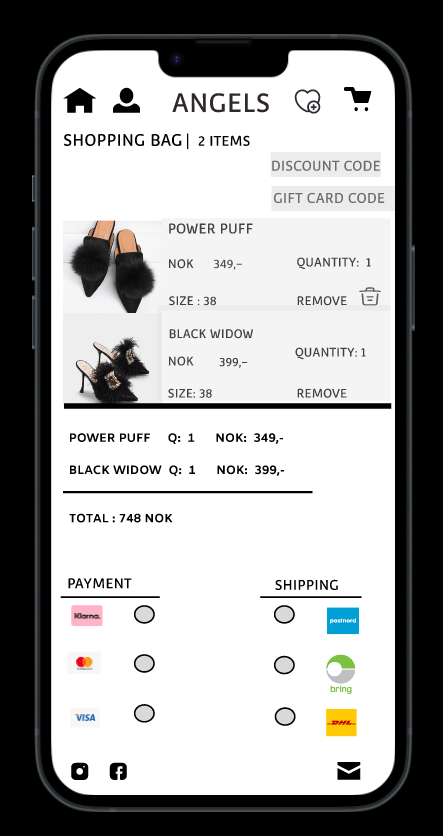 ANGELS
SHOPPING BAG| 2 ITEMS
DISCOUNT CODE
GIFT CARD CODE
POWER PUFF
NOK 349,-
QUANTITY: 1
SIZE : 38
REMOVE
BLACK WIDOW
NOK 399,-
QUANTITY: 1
SIZE: 38
REMOVE
POWER PUFF Q: 1 NOK: 349,-
BLACK WIDOW Q: 1 NOK: 399,-
TOTAL : 748 NOK
PAYMENT
SHIPPING
Klarna.
postnord
bring
VISA
DHL